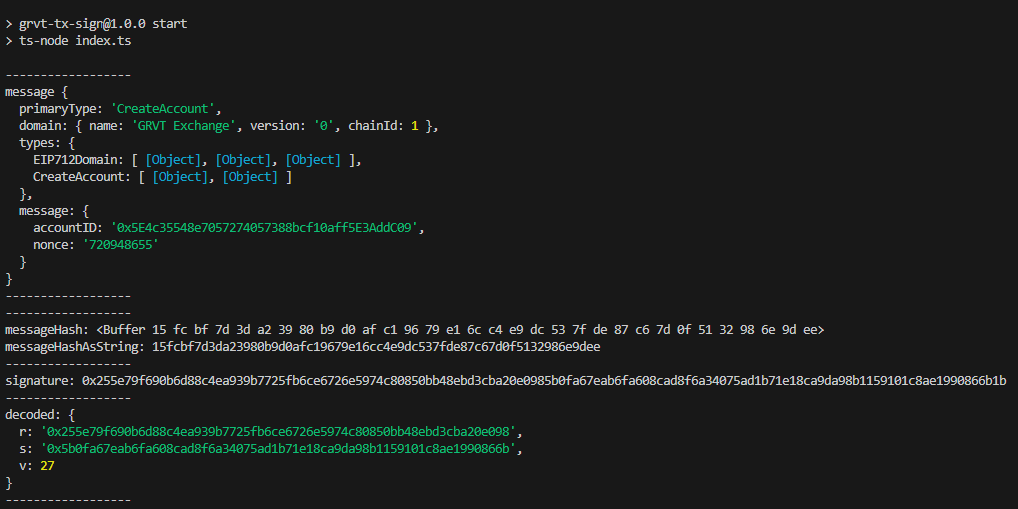 > grvt-tx-sign@1.0.0 start
> ts-node index.ts
------------------
message {
  primaryType: 'CreateAccount',
  domain: { name: 'GRVT Exchange', version: '0', chainId: 1 },
  types: {
    EIP712Domain: [ [Object], [Object], [Object] ],
    CreateAccount: [ [Object], [Object] ]
  },
  message: {
    accountID: '0x5E4c35548e7057274057388bcf10aff5E3AddC09',
    nonce: '720948655'
  }
}
------------------
------------------
messageHash: <Buffer 15 fc bf 7d 3d a2 39 80 b9 d0 af c1 96 79 e1 6c c4 e9 dc 53 7f de 87 c6 7d 0f 51 32 98 6e 9d ee>
messageHashAsString: 15fcbf7d3da23980b9d0afc19679e16cc4e9dc537fde87c67d0f5132986e9dee
------------------
signature: 0x255e79f690b6d88c4ea939b7725fb6ce6726e5974c80850bb48ebd3cba20e0985b0fa67eab6fa608cad8f6a34075ad1b71e18ca9da98b1159101c8ae1990866b1b
------------------
decoded: {
  r: '0x255e79f690b6d88c4ea939b7725fb6ce6726e5974c80850bb48ebd3cba20e098',
  s: '0x5b0fa67eab6fa608cad8f6a34075ad1b71e18ca9da98b1159101c8ae1990866b',
  v: 27
}
------------------